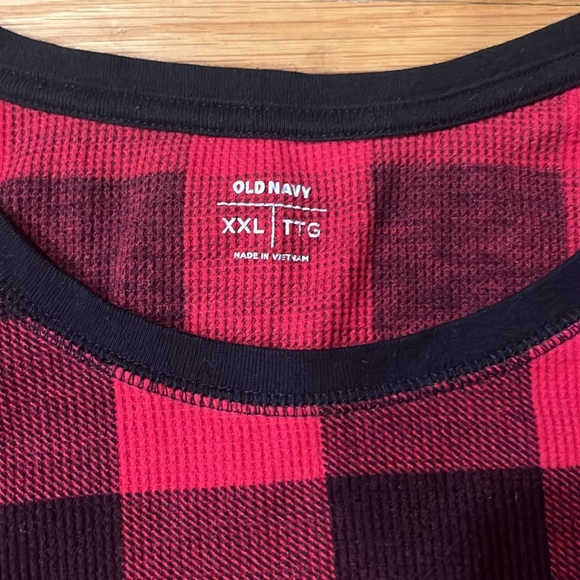 OLD NAVY
XXL | TTG
MADE IN VIETNAM